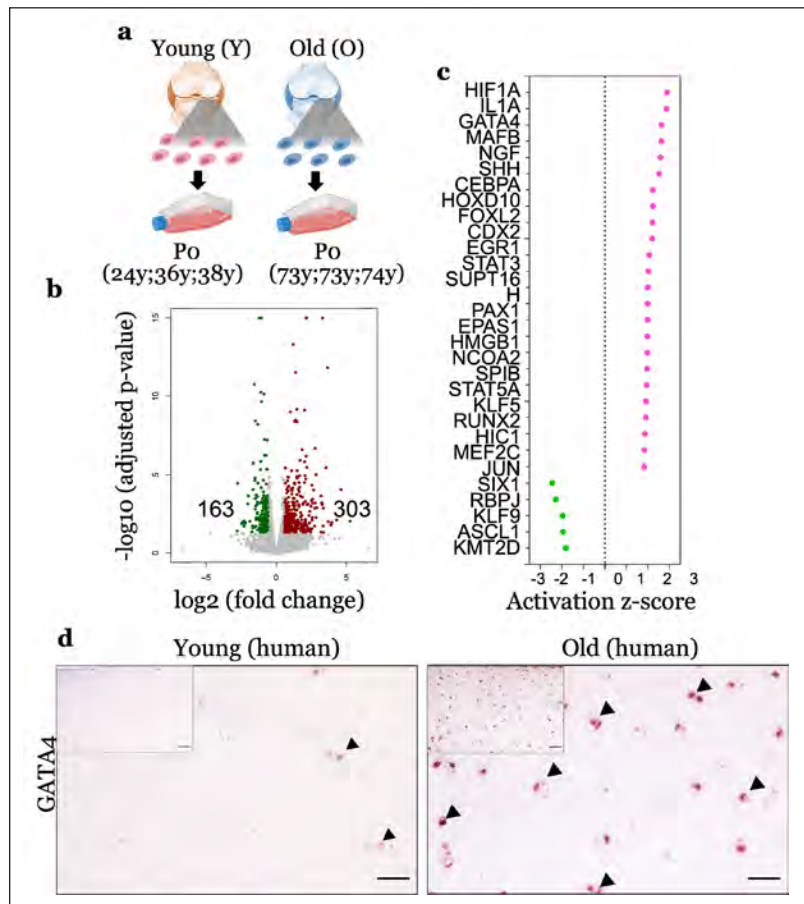 a
Young (Y)
Old (O)
P0
(24y;36y;38y)
P0
(73y;73y;74y)
b
-log10 (adjusted p-value)
15
10
5
0
163
303
-5
0
5
log2 (fold change)
c
HIF1A
IL1A
GATA4
MAFB
NGF
SHH
CEBPA
HOXD10
FOXL2
CDX2
EGR1
STAT3
SUPT16
H
PAX1
EPAS1
HMGB1
NCOA2
SPIB
STAT5A
KLF5
RUNX2
HIC1
MEF2C
JUN
SIX1
RBPJ
KLF9
ASCL1
KMT2D
-3 -2 -1 0 1 2 3
Activation z-score
d
Young (human)
Old (human)
GATA4